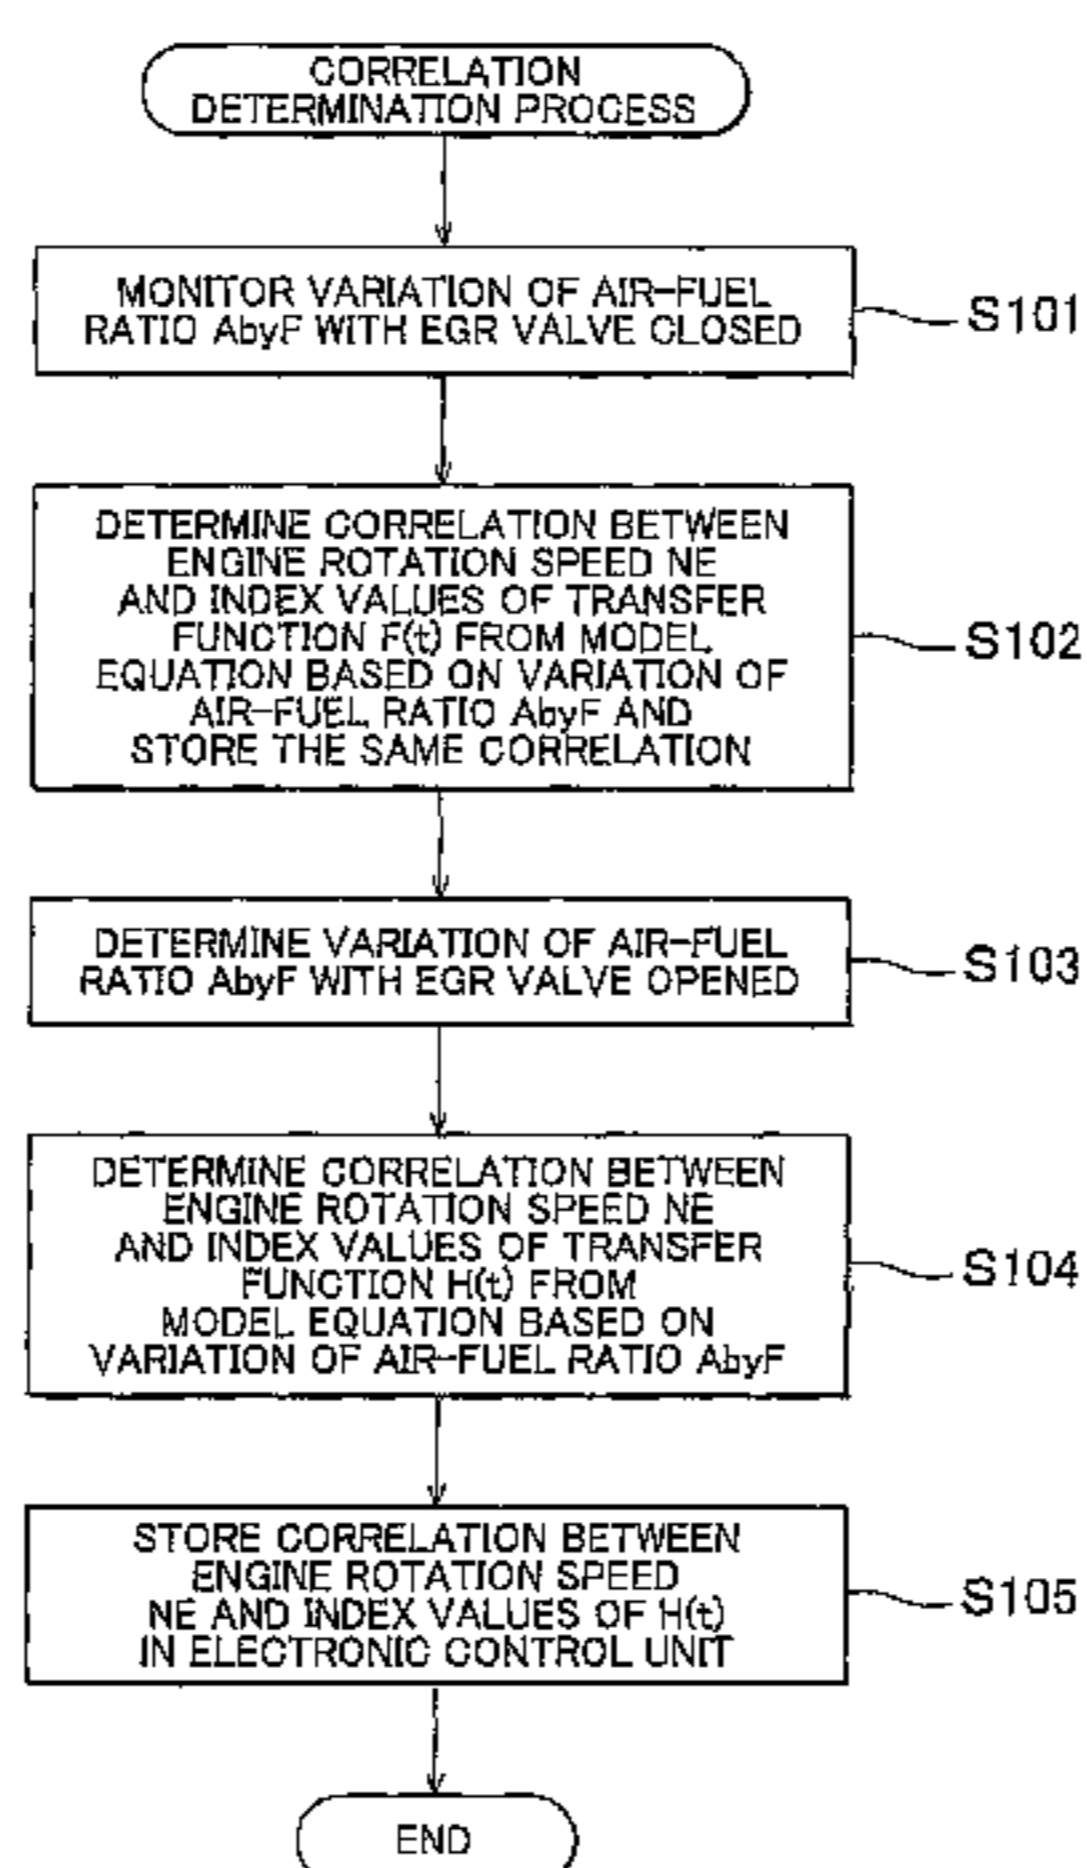 CORRELATION
DETERMINATION PROCESS
MONITOR VARIATION OF AIR-FUEL
RATIO AbyF WITH EGR VALVE CLOSED
S101
DETERMINE CORRELATION BETWEEN
ENGINE ROTATION SPEED NE
AND INDEX VALUES OF TRANSFER
FUNCTION F(t) FROM MODEL
EQUATION BASED ON VARIATION OF
AIR-FUEL RATIO AbyF AND
STORE THE SAME CORRELATION
S102
DETERMINE VARIATION OF AIR-FUEL
RATIO AbyF WITH EGR VALVE OPENED
S103
DETERMINE CORRELATION BETWEEN
ENGINE ROTATION SPEED NE
AND INDEX VALUES OF TRANSFER
FUNCTION H(t) FROM
MODEL EQUATION BASED ON
VARIATION OF AIR-FUEL RATIO AbyF
S104
STORE CORRELATION BETWEEN
ENGINE ROTATION SPEED
NE AND INDEX VALUES OF H(t)
IN ELECTRONIC CONTROL UNIT
S105
END